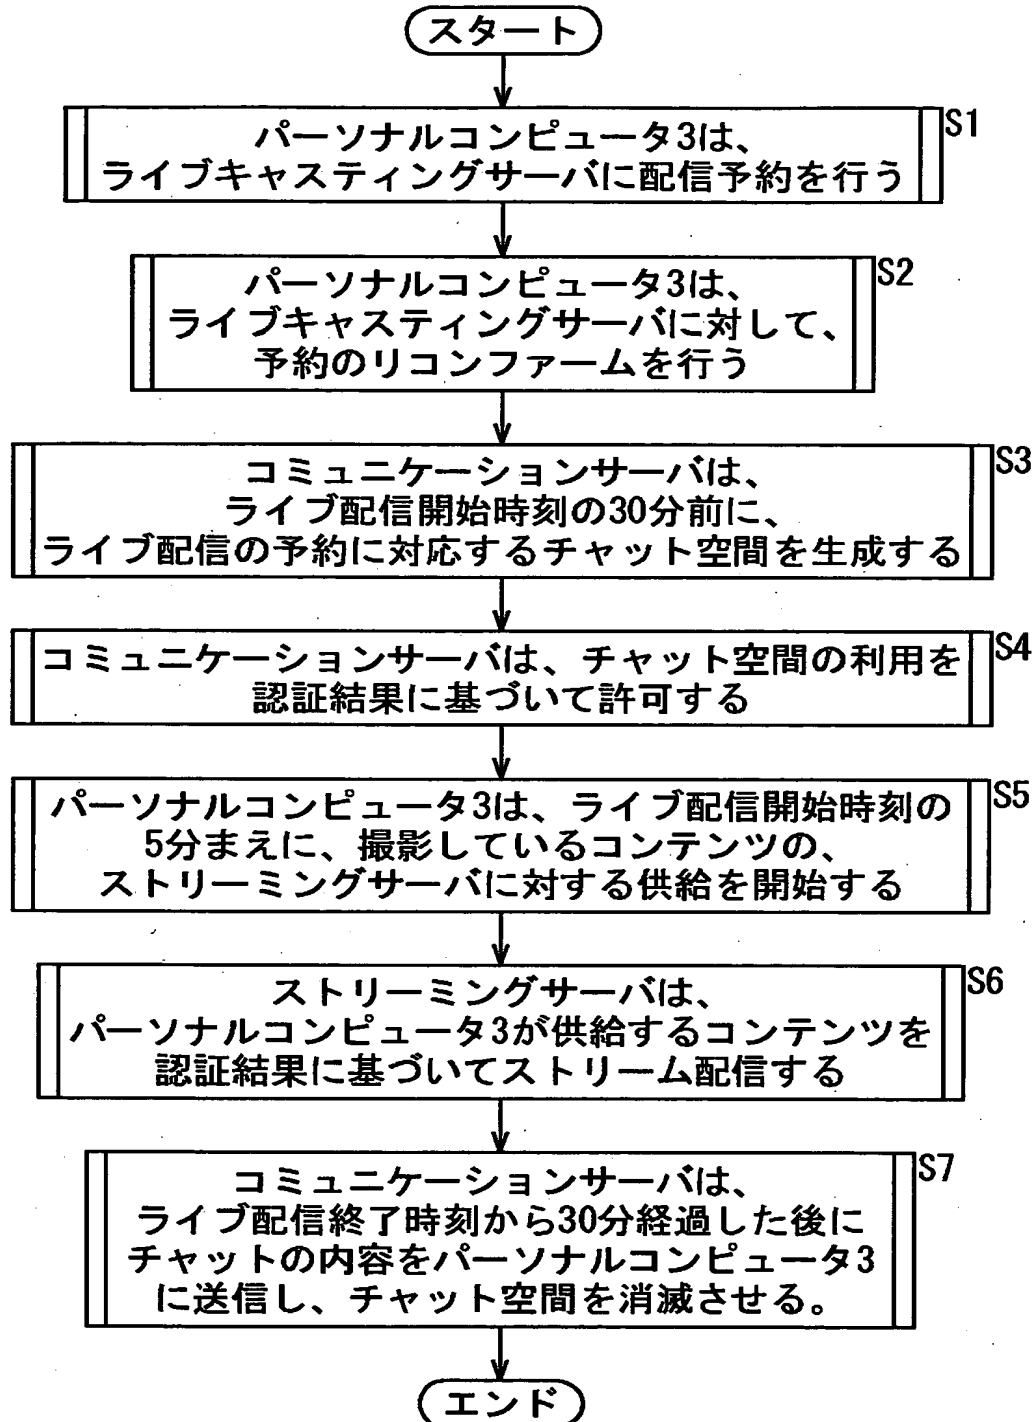 スタート
S1
パーソナルコンピュータ3は、
ライブキャスティングサーバに配信予約を行う
S2
パーソナルコンピュータ3は、
ライブキャスティングサーバに対して、
予約のリコンファームを行う
S3
コミュニケーションサーバは、
ライブ配信開始時刻の30分前に、
ライブ配信の予約に対応するチャット空間を生成する
S4
コミュニケーションサーバは、チャット空間の利用を
認証結果に基づいて許可する
S5
パーソナルコンピュータ3は、ライブ配信開始時刻の
5分まえに、撮影しているコンテンツの、
ストリーミングサーバに対する供給を開始する
S6
ストリーミングサーバは、
パーソナルコンピュータ3が供給するコンテンツを
認証結果に基づいてストリーム配信する
S7
コミュニケーションサーバは、
ライブ配信終了時刻から30分経過した後に
チャットの内容をパーソナルコンピュータ3
に送信し、チャット空間を消滅させる。
エンド